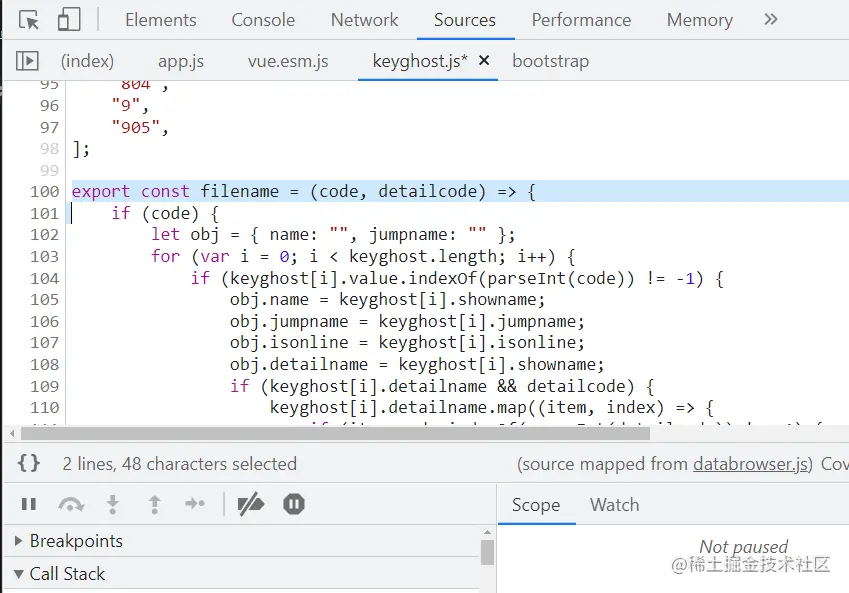 Elements Console Network Sources Performance Memory »
(index) app.js vue.esm.js keyghost.js* × bootstrap
95 "804",
96 "9",
97 "905",
98 ];
99
100 export const filename = (code, detailcode) => {
101 if (code) {
102 let obj = { name: "", jumpname: "" };
103 for (var i = 0; i < keyghost.length; i++) {
104 if (keyghost[i].value.indexOf(parseInt(code)) != -1) {
105 obj.name = keyghost[i].showname;
106 obj.jumpname = keyghost[i].jumpname;
107 obj.isonline = keyghost[i].isonline;
108 obj.detailname = keyghost[i].showname;
109 if (keyghost[i].detailname && detailcode) {
110 keyghost[i].detailname.map((item, index) => {
{} 2 lines, 48 characters selected (source mapped from databrowser.js) Cov
Scope Watch
Breakpoints
Not paused
Call Stack
@稀土掘金技术社区